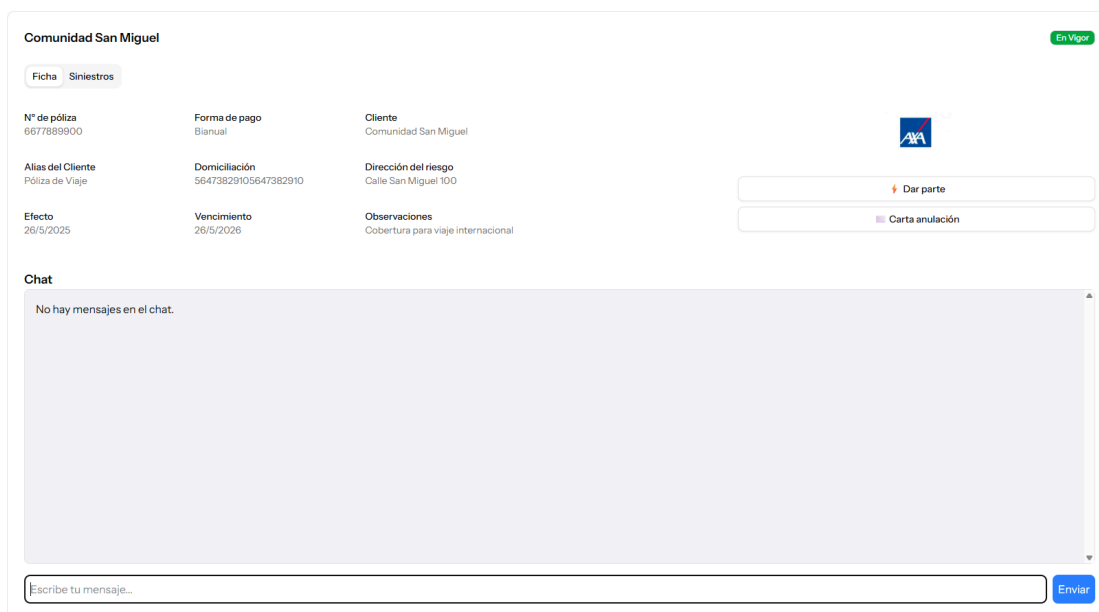 Comunidad San Miguel
En Vigor
Ficha Siniestros
Nº de póliza
6677889900
Forma de pago
Bianual
Cliente
Comunidad San Miguel
AXA
Alias del Cliente
Póliza de Viaje
Domiciliación
56473829105647382910
Dirección del riesgo
Calle San Miguel 100
Dar parte
Efecto
26/5/2025
Vencimiento
26/5/2026
Observaciones
Cobertura para viaje internacional
Carta anulación
Chat
No hay mensajes en el chat.
Escribe tu mensaje...
Enviar